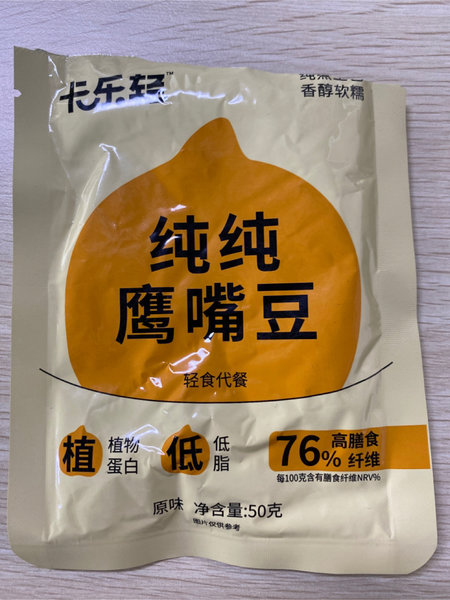 卡乐轻™
香醇软糯
纯纯
鹰嘴豆
轻食代餐
植
植物
蛋白
低
低
脂
76%
高膳食
纤维
每100克含有膳食纤维NRV%
原味 净含量:50克
图片仅供参考